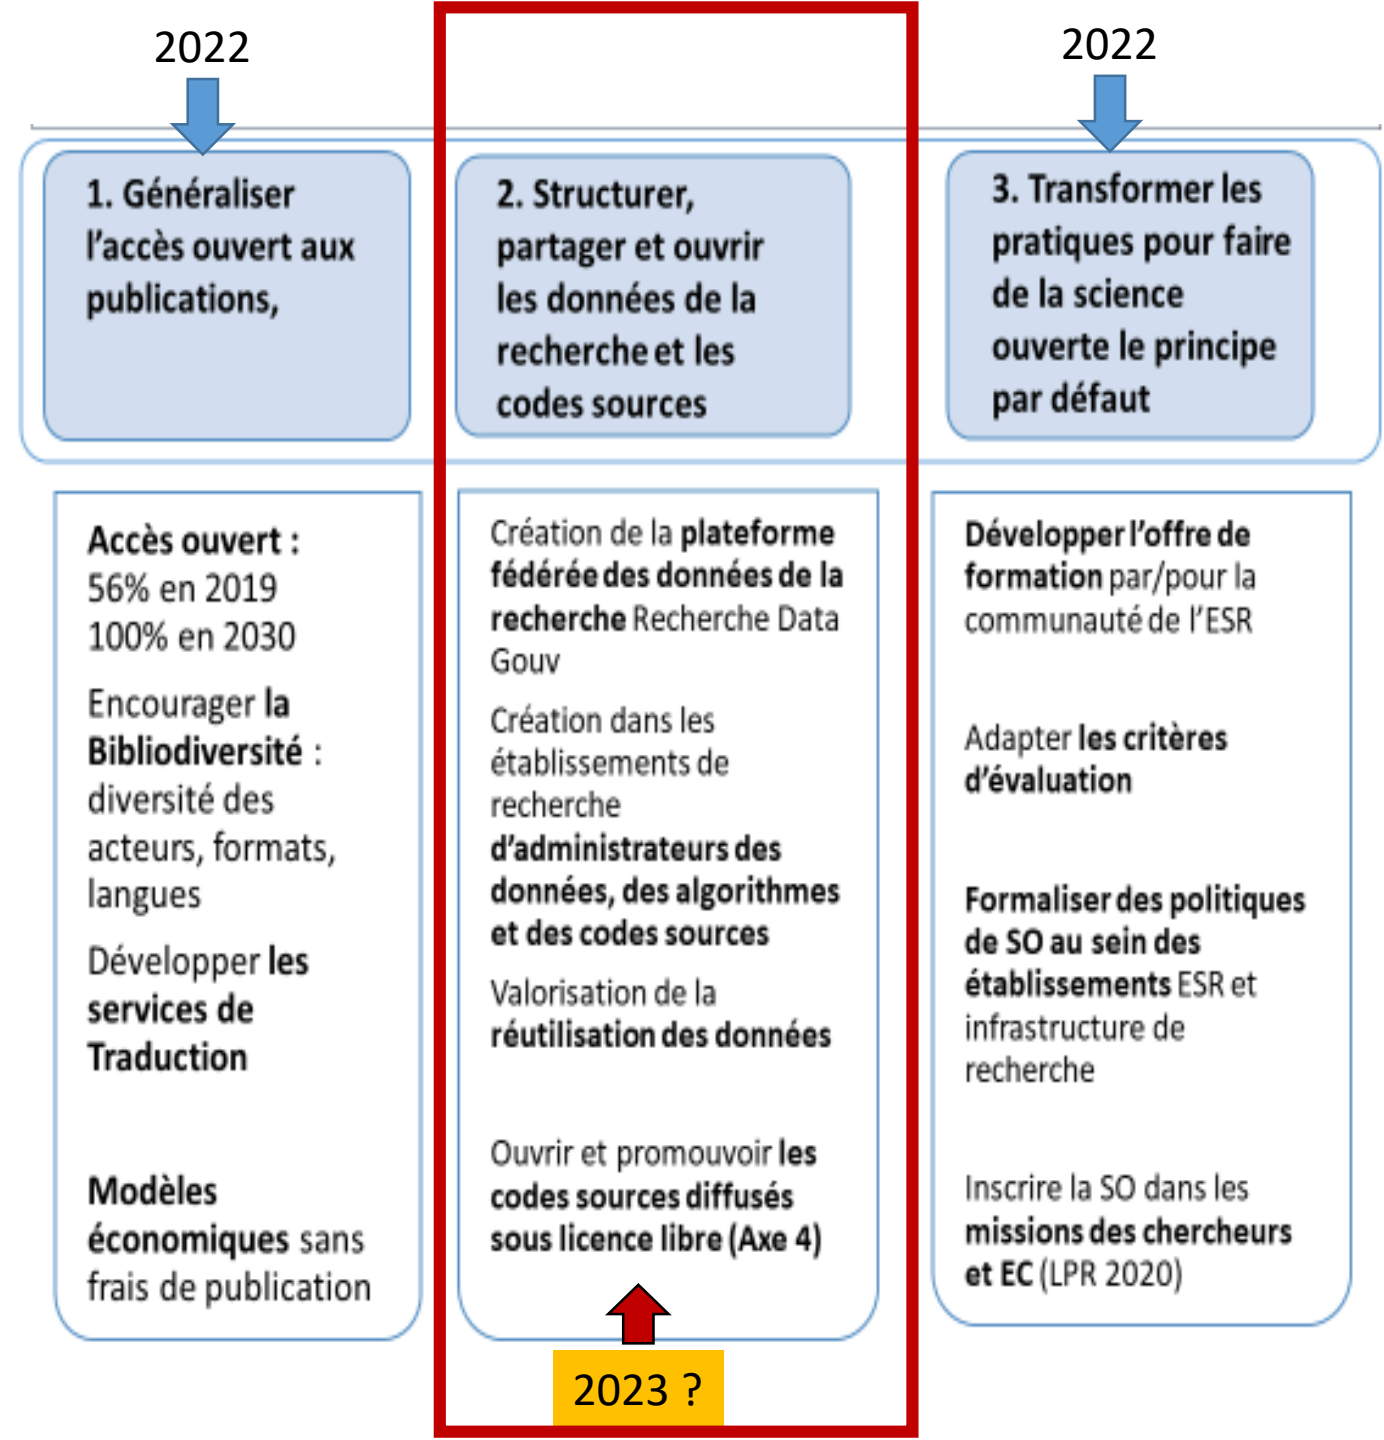 2022
2022
1. Généraliser
l’accès ouvert aux
publications,
2. Structurer,
partager et ouvrir
les données de la
recherche et les
codes sources
3. Transformer les
pratiques pour faire
de la science
ouverte le principe
par défaut
Accès ouvert :
56% en 2019
100% en 2030
Encourager la
Bibliodiversité :
diversité des
acteurs, formats,
langues
Développer les
services de
Traduction
Modèles
économiques sans
frais de publication
Création de la plateforme
fédérée des données de la
recherche Recherche Data
Gouv
Création dans les
établissements de
recherche
d’administrateurs des
données, des algorithmes
et des codes sources
Valorisation de la
réutilisation des données
Ouvrir et promouvoir les
codes sources diffusés
sous licence libre (Axe 4)
2023 ?
Développer l’offre de
formation par/pour la
communauté de l’ESR
Adapter les critères
d’évaluation
Formaliser des politiques
de SO au sein des
établissements ESR et
infrastructure de
recherche
Inscrire la SO dans les
missions des chercheurs
et EC (LPR 2020)